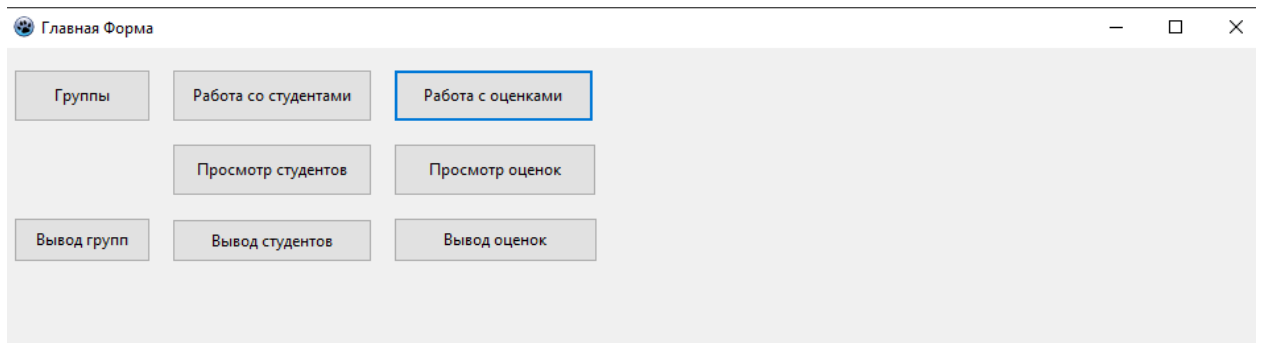 Главная Форма
Группы Работа со студентами Работа с оценками
Просмотр студентов Просмотр оценок
Вывод групп Вывод студентов Вывод оценок